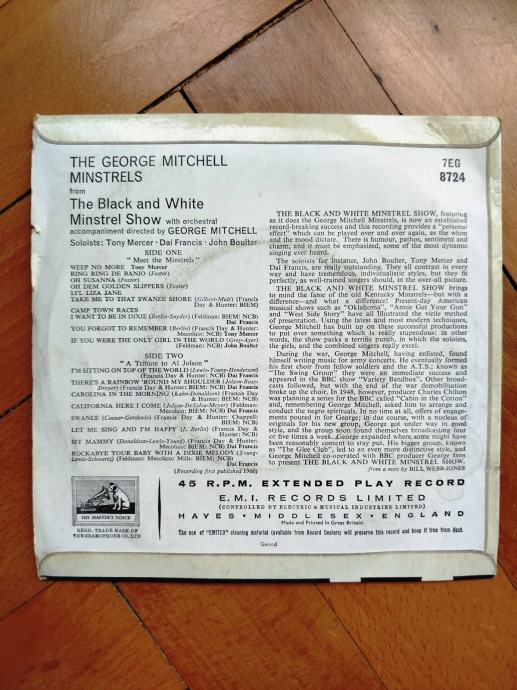 THE GEORGE MITCHELL
MINSTRELS
from
The Black and White
Minstrel Show with orchestral
accompaniment directed by GEORGE MITCHELL
Soloists: Tony Mercer · Dai Francis · John Boulter
7EG
8724
SIDE ONE
"Meet the Minstrels"
WEEP NO MORE Tony Mercer
RING RING DE BANJO (Foster)
OH SUSANNA (Foster)
OH DEM GOLDEN SLIPPERS (Foster)
LI'L LIZA JANE
TAKE ME TO THAT SWANEE SHORE (Gilbert-Muir) (Francis
Day & Hunter; BIEM)
CAMP TOWN RACES
I WANT TO BE IN DIXIE (Berlin-Snyder) (Feldman: BIEM: NCB)
Dai Francis
YOU FORGOT TO REMEMBER (Berlin) (Francis Day &
Hunter: Mecolico: NCB) Tony Mercer
IF YOU WERE THE ONLY GIRL IN THE WORLD (Grey-Ayer)
(Feldman: NCB) John Boulter
SIDE TWO
"A Tribute to Al Jolson"
I'M SITTING ON TOP OF THE WORLD (Lewis-Young-Henderson)
(Francis Day & Hunter: NCB) Dai Francis
THERE'S A RAINBOW ROUND MY SHOULDER (Jolson-Rose-
Dreyer) (Francis Day & Hunter: BIEM: NCB) Dai Francis
CAROLINA IN THE MORNING (Kahn-Donaldson) (Francis Day
& Hunter: BIEM: NCB) Dai Francis
CALIFORNIA HERE I COME (Jolson-DeSylva-Meyer) (Feldman:
Mecolico: BIEM: NCB) Dai Francis
SWANEE (Caesar-Gershwin) (Francis Day & Hunter: Chappell:
BIEM: NCB) Dai Francis
LET ME SING AND I'M HAPPY (I. Berlin) (Francis Day &
Hunter: NCB) Dai Francis
MY MAMMY (Donaldson-Lewis-Young) (Francis Day & Hunter:
Mecolico: BIEM: NCB) Dai Francis
ROCKABYE YOUR BABY WITH A DIXIE MELODY (Young-
Lewis-Schwartz) (Feldman: Mecolico: Mills: BIEM: NCB)
Dai Francis
(Recording first published 1960)
THE BLACK AND WHITE MINSTREL SHOW, featuring
as it does the George Mitchell Minstrels, is now an established
record-breaking success and this recording provides a "personal
effect" which can be played over and over again, as the whim
and the mood dictate. There is humour, pathos, sentiment and
charm, and it must be emphasized, some of the most dynamic
singing ever heard.
The soloists for instance, John Boulter, Tony Mercer and
Dai Francis, are really outstanding. They all contrast in every
way and have tremendous, individualistic styles, but they fit
perfectly, as well-trained singers should, in the over-all picture.
THE BLACK AND WHITE MINSTREL SHOW brings
to mind the fame of the old Kentucky Minstrels—but with a
difference—and what a difference! Present-day American
musical shows such as "Oklahoma", "Annie Get Your Gun"
and "West Side Story" have all illustrated the virile method
of presentation. Using the latest and most modern techniques,
George Mitchell has built up on these successful productions
to put over something which is really stupendous: in other
words, the show packs a terrific punch, in which the soloists,
the girls, and the combined singers really excel.
During the war, George Mitchell, having enlisted, found
himself writing music for army concerts. He eventually formed
his first choir from fellow soldiers and the A.T.S.; known as
"The Swing Group" they were an immediate success and
appeared in the BBC show "Variety Bandbox". Other broad-
casts followed, but with the end of the war demobilisation
broke up the choir. In 1948, however, producer Charles Chilton
was planning a series for the BBC called "Cabin in the Cotton"
and, remembering George Mitchell, asked him to arrange and
conduct the negro spirituals. In no time at all, offers of engage-
ments poured in for George; in due course, with a nucleus of
originals for his new group, George got under way in good
style, and the group soon found themselves broadcasting four
or five times a week. George expanded where some might have
been reasonably content to stay put. His bigger group, known
as "The Glee Club", led to an even more distinctive style, and
George Mitchell co-operated with BBC producer George Inns
to present THE BLACK AND WHITE MINSTREL SHOW.
from a note by BILL WEBB-JONES
"HIS MASTER'S VOICE"
REGD. TRADE MARK OF
THE GRAMOPHONE CO., LTD
45 R.P.M. EXTENDED PLAY RECORD
E.M.I. RECORDS LIMITED
(CONTROLLED BY ELECTRIC & MUSICAL INDUSTRIES LIMITED)
HAYES · MIDDLESEX · ENGLAND
Made and Printed in Great Britain
The use of "EMITEX" cleaning material (available from Record Dealers) will preserve this record and keep it free from dust.